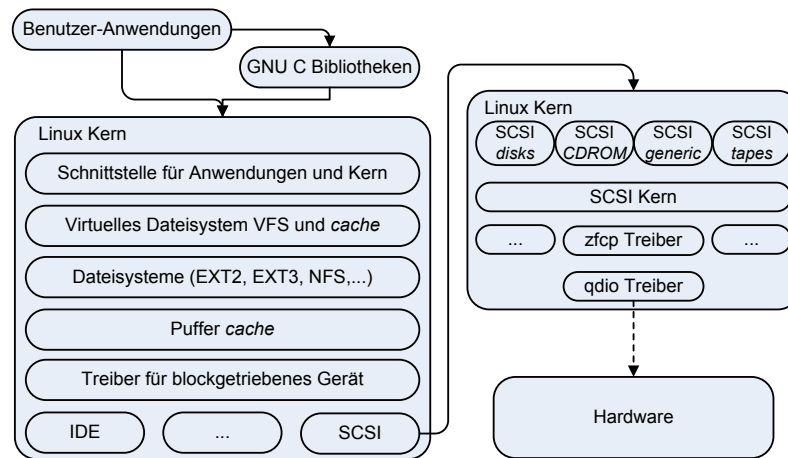 Benutzer-Anwendungen
GNU C Bibliotheken
Linux Kern
Schnittstelle für Anwendungen und Kern
Virtuelles Dateisystem VFS und cache
Dateisysteme (EXT2, EXT3, NFS,...)
Puffer cache
Treiber für blockgetriebenes Gerät
IDE
...
SCSI
Linux Kern
SCSI
disks
SCSI
CDROM
SCSI
generic
SCSI
tapes
SCSI Kern
...
zfcp Treiber
...
qdio Treiber
Hardware